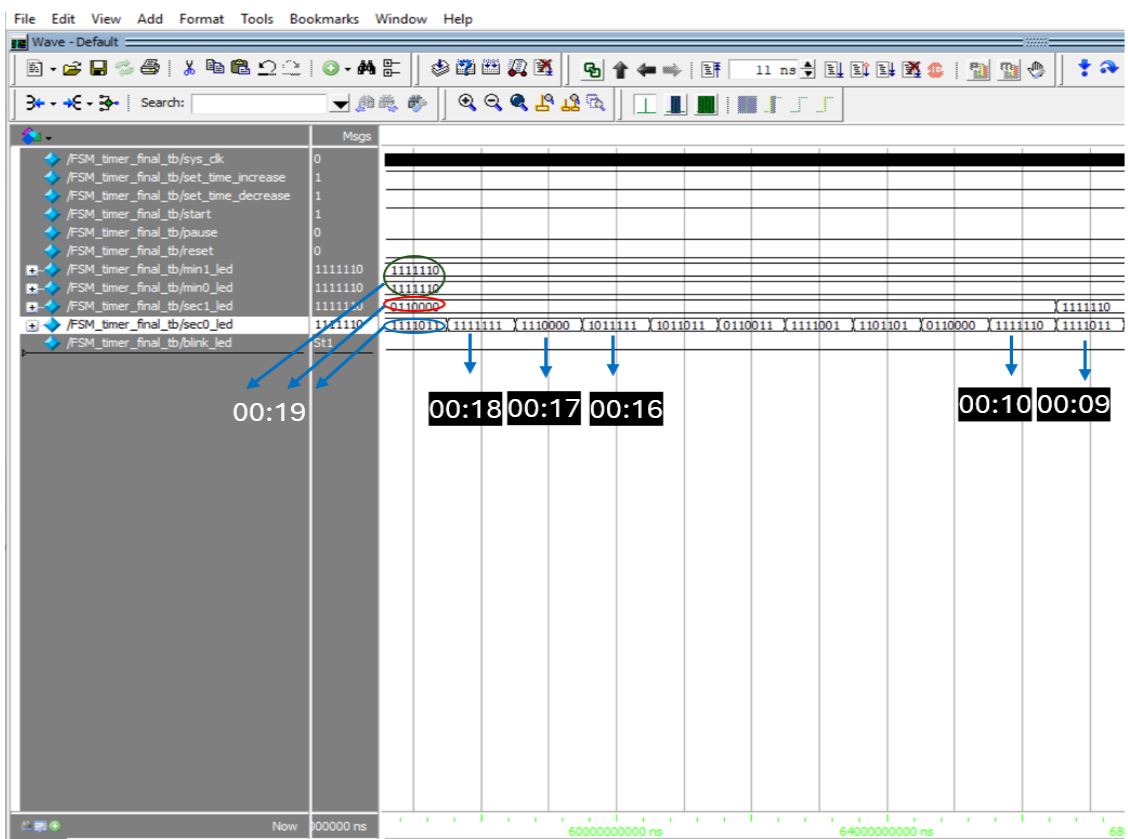 File Edit View Add Format Tools Bookmarks Window Help
Wave - Default
11 ns
Search:
Msgs
/FSM_timer_final_tb/sys_clk 0
/FSM_timer_final_tb/set_time_increase 1
/FSM_timer_final_tb/set_time_decrease 1
/FSM_timer_final_tb/start 1
/FSM_timer_final_tb/pause 0
/FSM_timer_final_tb/reset 0
/FSM_timer_final_tb/min1_led 1111110 1111110
/FSM_timer_final_tb/min0_led 1111110 1111110
/FSM_timer_final_tb/sec1_led 1111110 0110000 1111110
/FSM_timer_final_tb/sec0_led 1111110 1111011 1111111 1110000 1011111 1011011 0110011 1111001 1101101 0110000 1111110 1111011
/FSM_timer_final_tb/blink_led St1
00:19 00:18 00:17 00:16 00:10 00:09
Now 000000 ns 60000000000 ns 64000000000 ns 68